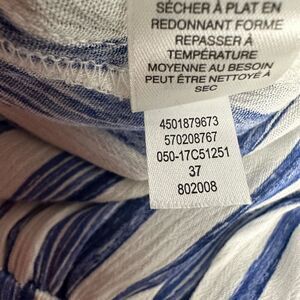 SÉCHER À PLAT EN
REDONNANT FORME
REPASSER À
TEMPÉRATURE
MOYENNE AU BESOIN
PEUT ÊTRE NETTOYÉ À
SEC
4501879673
570208767
050-17C51251
37
802008